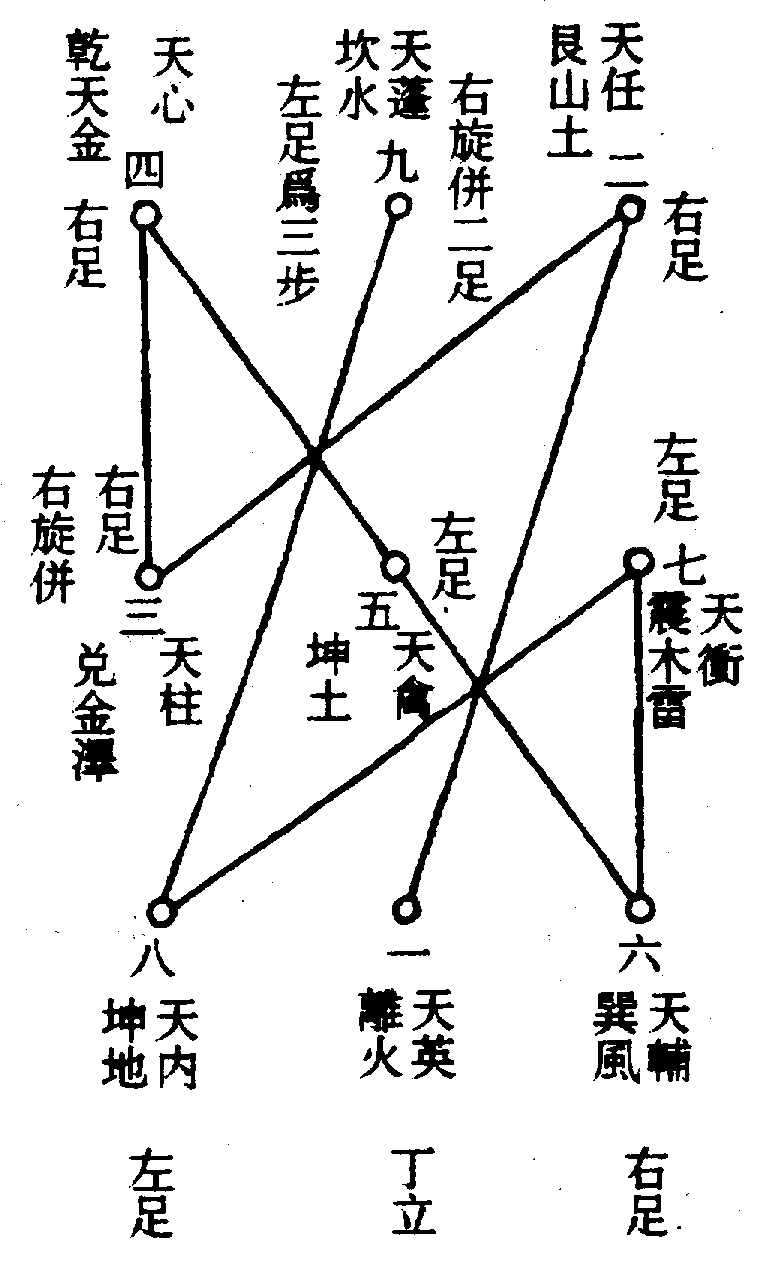 天任
艮山土
二
右足
右旋併二足
天蓬
坎水
九
左足爲三步
天心
乾天金
四
右足
左足
七
天衝
震木雷
左足
五
天禽
坤土
右足
右旋併
三
天柱
兌金澤
六
天輔
巽風
右足
一
天英
離火
丁立
八
天內
坤地
左足